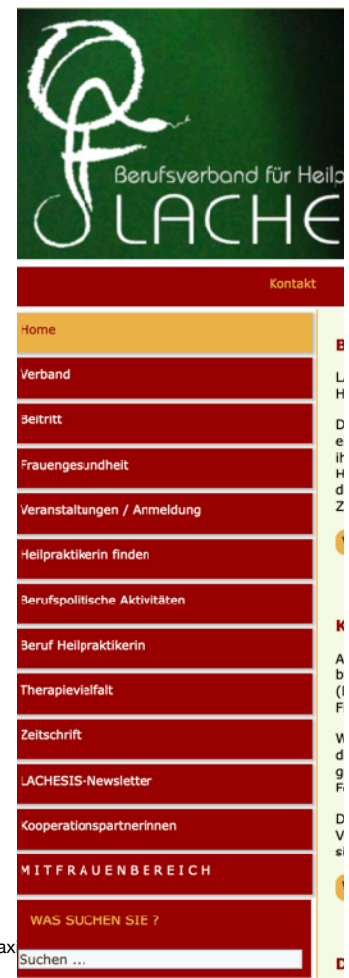 Berufsverband für Heilp
LACHE
Kontakt
Home
Verband
Beitritt
Frauengesundheit
Veranstaltungen / Anmeldung
Heilpraktikerin finden
Berufspolitische Aktivitäten
Beruf Heilpraktikerin
Therapievielfalt
Zeitschrift
LACHESIS-Newsletter
Kooperationspartnerinnen
MITFRAUENBEREICH
WAS SUCHEN SIE ?
ax
Suchen ...